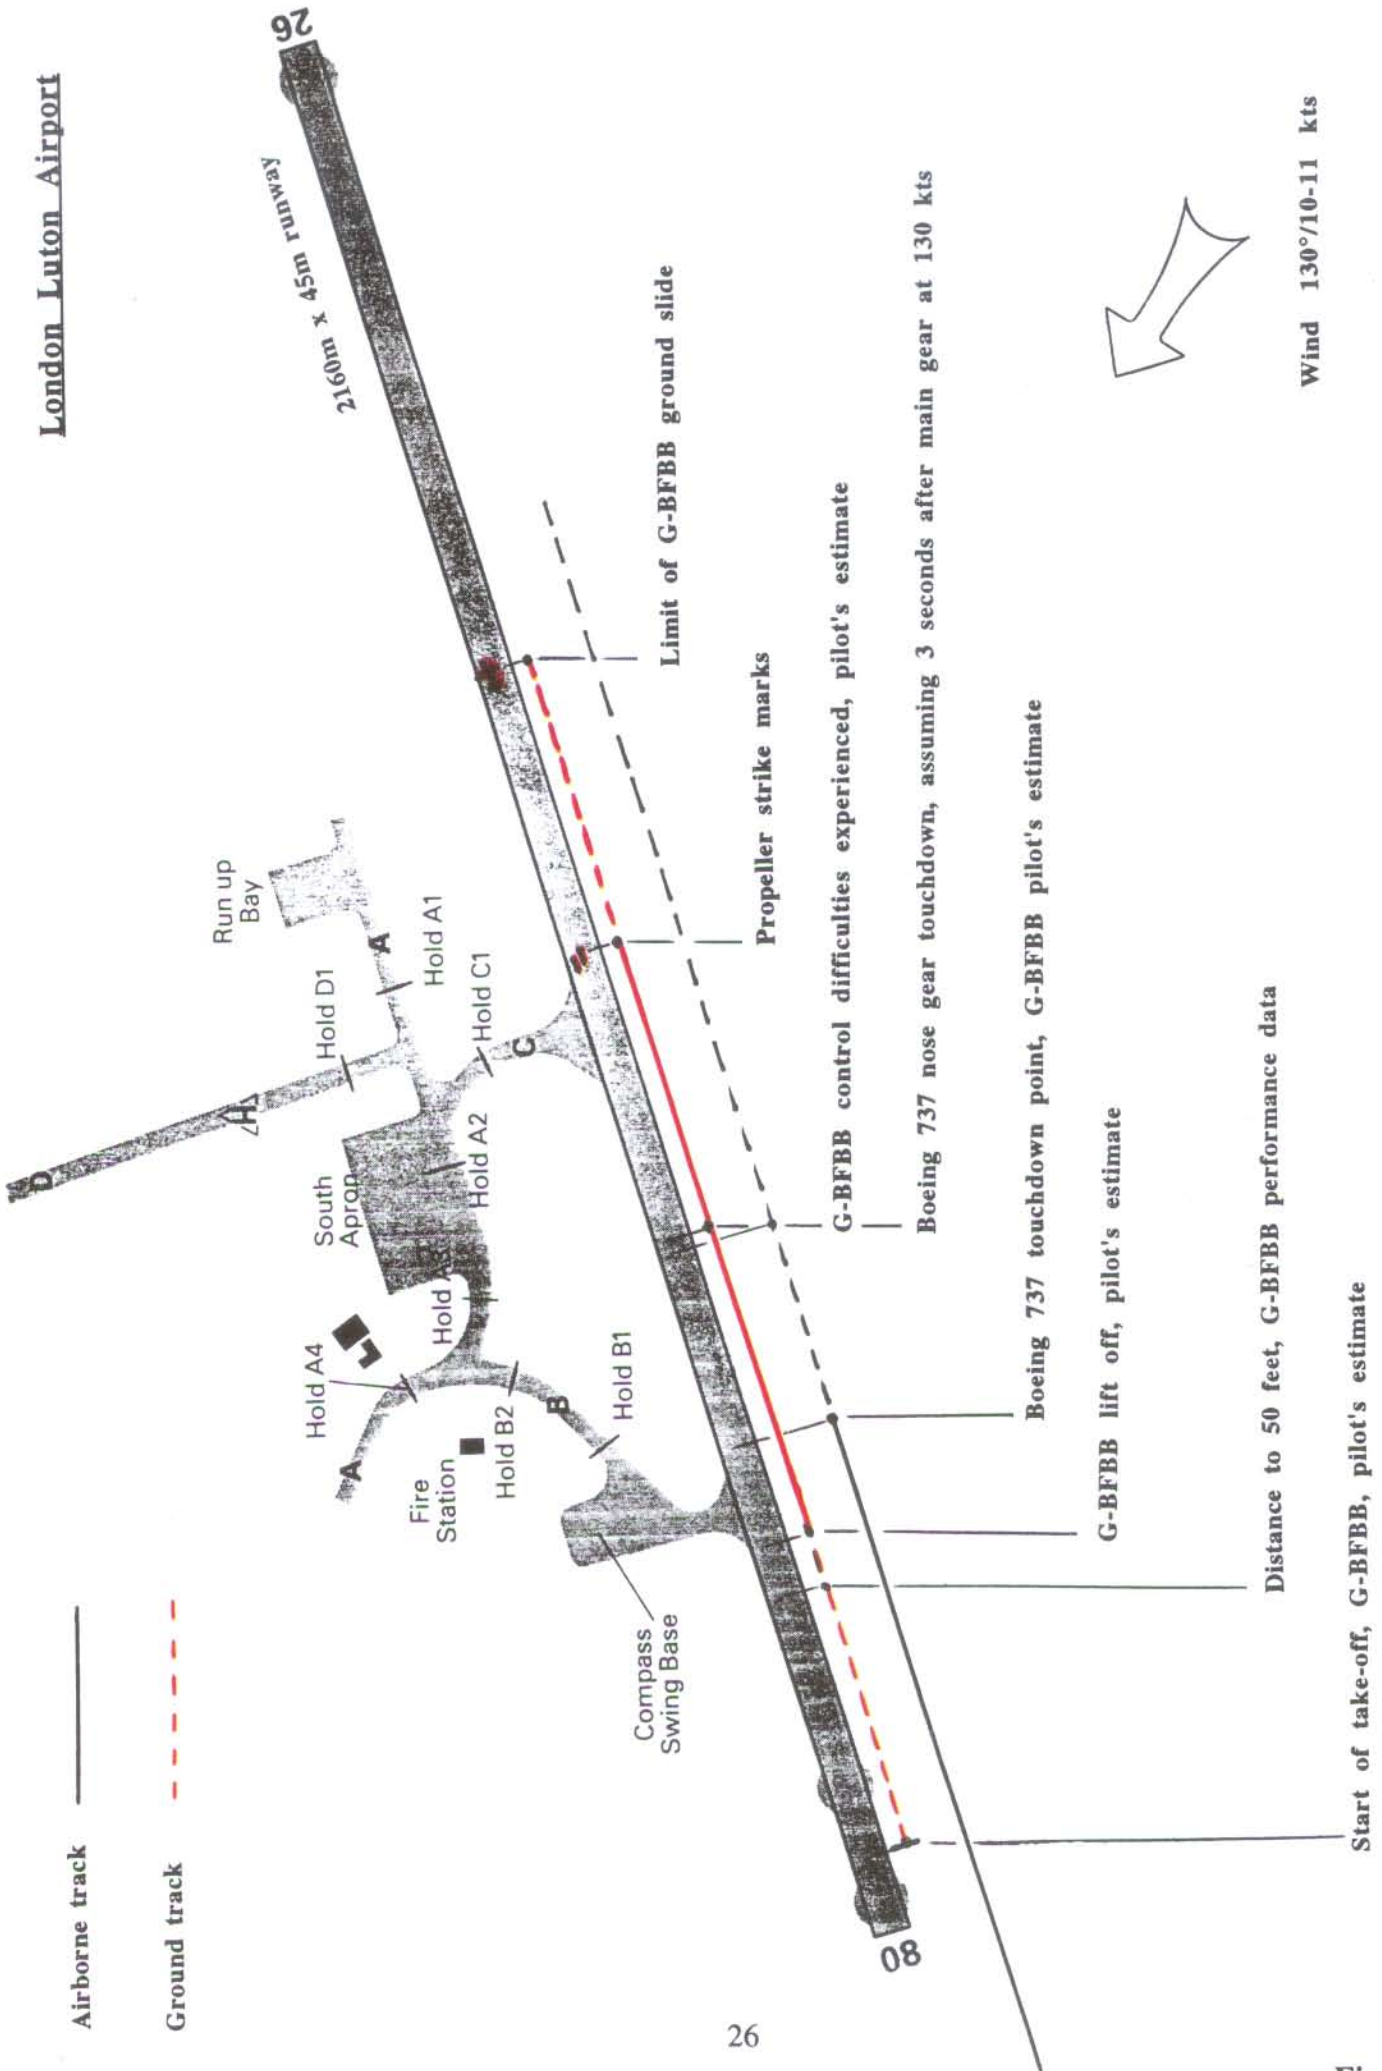 London Luton Airport
Airborne track
Ground track
26
2160m x 45m runway
D
H
Hold D1
Run up
Bay
A
Hold A1
South
Apron
Hold A2
Hold C1
C
Hold A3
Hold A4
A
Fire
Station
Hold B2
B
Hold B1
Compass
Swing Base
08
Limit of G-BFBB ground slide
Propeller strike marks
G-BFBB control difficulties experienced, pilot's estimate
Boeing 737 nose gear touchdown, assuming 3 seconds after main gear at 130 kts
Boeing 737 touchdown point, G-BFBB pilot's estimate
G-BFBB lift off, pilot's estimate
Distance to 50 feet, G-BFBB performance data
Start of take-off, G-BFBB, pilot's estimate
Wind 130°/10-11 kts
26